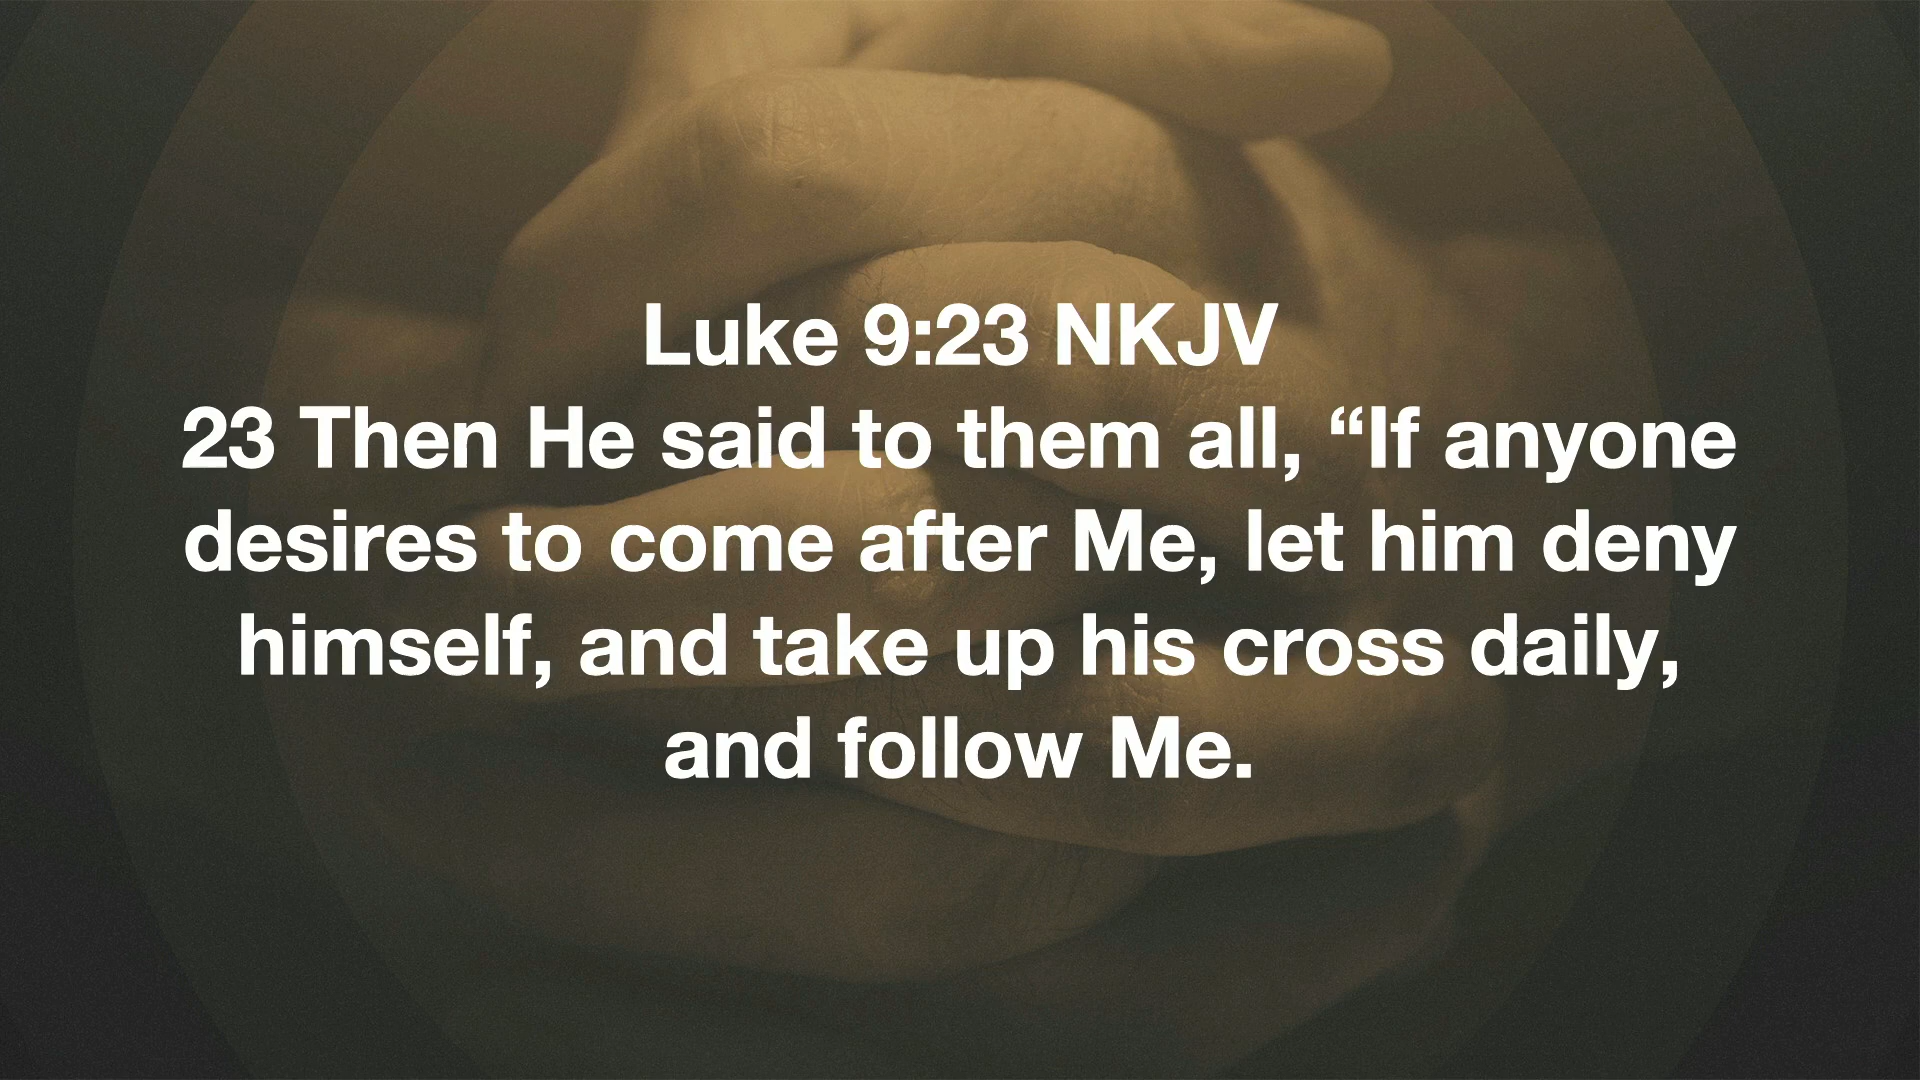 Luke 9:23 NKJV
23 Then He said to them all, “If anyone
desires to come after Me, let him deny
himself, and take up his cross daily,
and follow Me.